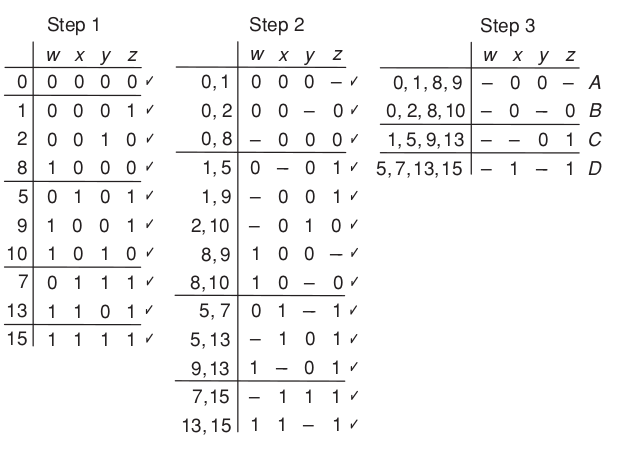 Step 1
w x y z
0 0 0 0 0 ✓
1 0 0 0 1 ✓
2 0 0 1 0 ✓
8 1 0 0 0 ✓
5 0 1 0 1 ✓
9 1 0 0 1 ✓
10 1 0 1 0 ✓
7 0 1 1 1 ✓
13 1 1 0 1 ✓
15 1 1 1 1 ✓
Step 2
w x y z
0, 1 0 0 0 – ✓
0, 2 0 0 – 0 ✓
0, 8 – 0 0 0 ✓
1, 5 0 – 0 1 ✓
1, 9 – 0 0 1 ✓
2, 10 – 0 1 0 ✓
8, 9 1 0 0 – ✓
8, 10 1 0 – 0 ✓
5, 7 0 1 – 1 ✓
5, 13 – 1 0 1 ✓
9, 13 1 – 0 1 ✓
7, 15 – 1 1 1 ✓
13, 15 1 1 – 1 ✓
Step 3
w x y z
0, 1, 8, 9 – 0 0 – A
0, 2, 8, 10 – 0 – 0 B
1, 5, 9, 13 – – 0 1 C
5, 7, 13, 15 – 1 – 1 D